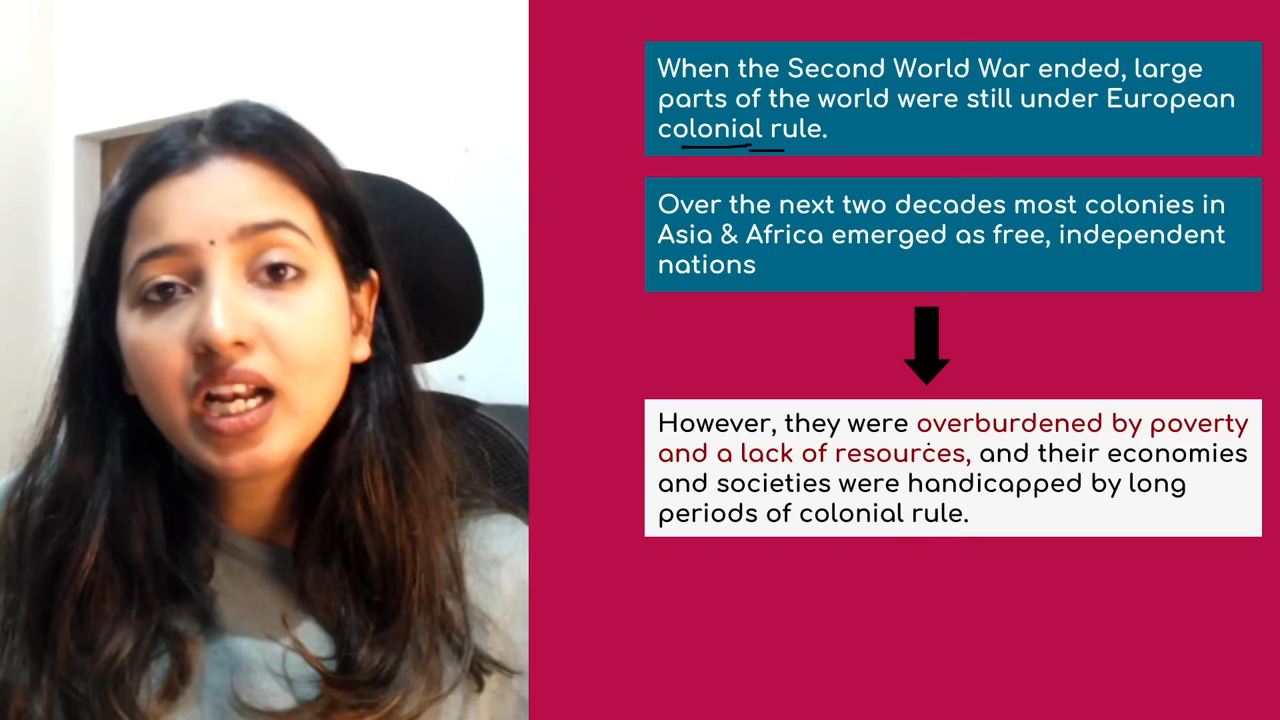 When the Second World War ended, large
parts of the world were still under European
colonial rule.
Over the next two decades most colonies in
Asia & Africa emerged as free, independent
nations
However, they were overburdened by poverty
and a lack of resources, and their economies
and societies were handicapped by long
periods of colonial rule.